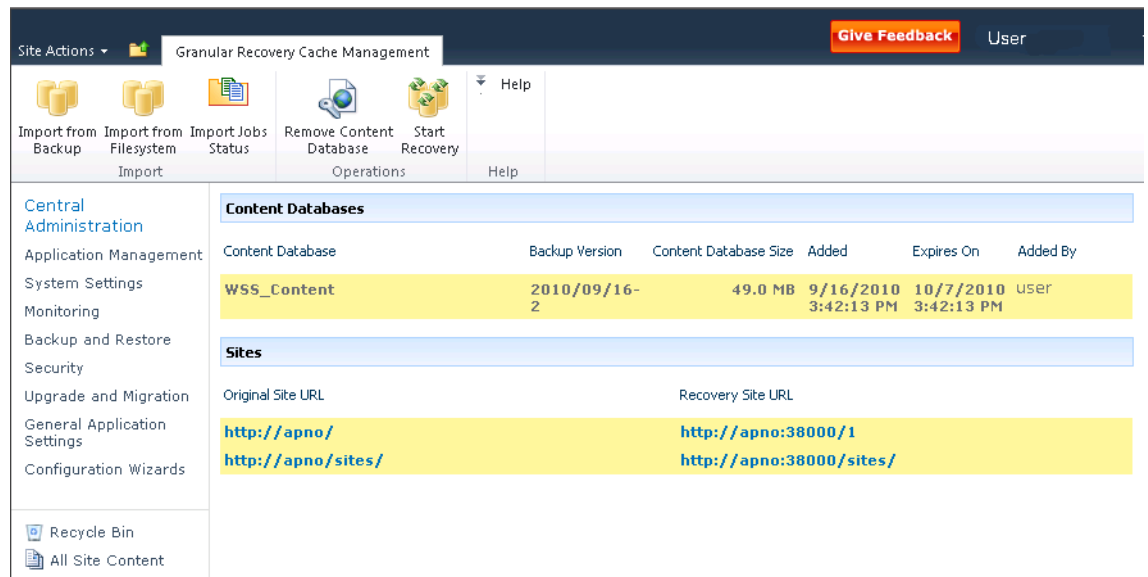 Give Feedback
User
Site Actions
Granular Recovery Cache Management
Import from Backup
Import from Filesystem
Import Jobs Status
Import
Remove Content Database
Start Recovery
Operations
Help
Help
Central
Administration
Application Management
System Settings
Monitoring
Backup and Restore
Security
Upgrade and Migration
General Application
Settings
Configuration Wizards
Recycle Bin
All Site Content
Content Databases
Content Database Backup Version Content Database Size Added Expires On Added By
WSS_Content 2010/09/16- 49.0 MB 9/16/2010 10/7/2010 user
2 3:42:13 PM 3:42:13 PM
Sites
Original Site URL Recovery Site URL
http://apno/ http://apno:38000/1
http://apno/sites/ http://apno:38000/sites/